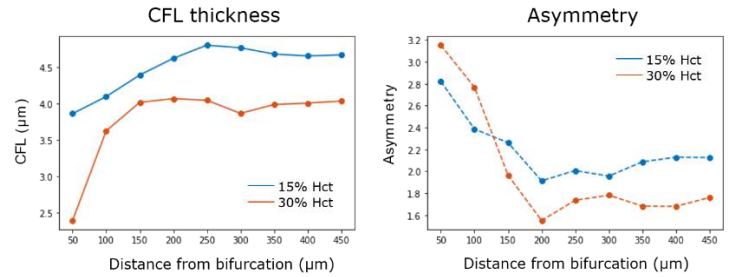 CFL thickness
4.5
4.0
3.5
3.0
2.5
CFL (μm)
15% Hct
30% Hct
50 100 150 200 250 300 350 400 450
Distance from bifurcation (μm)
Asymmetry
3.2
3.0
2.8
2.6
2.4
2.2
2.0
1.8
1.6
Asymmetry
15% Hct
30% Hct
50 100 150 200 250 300 350 400 450
Distance from bifurcation (μm)